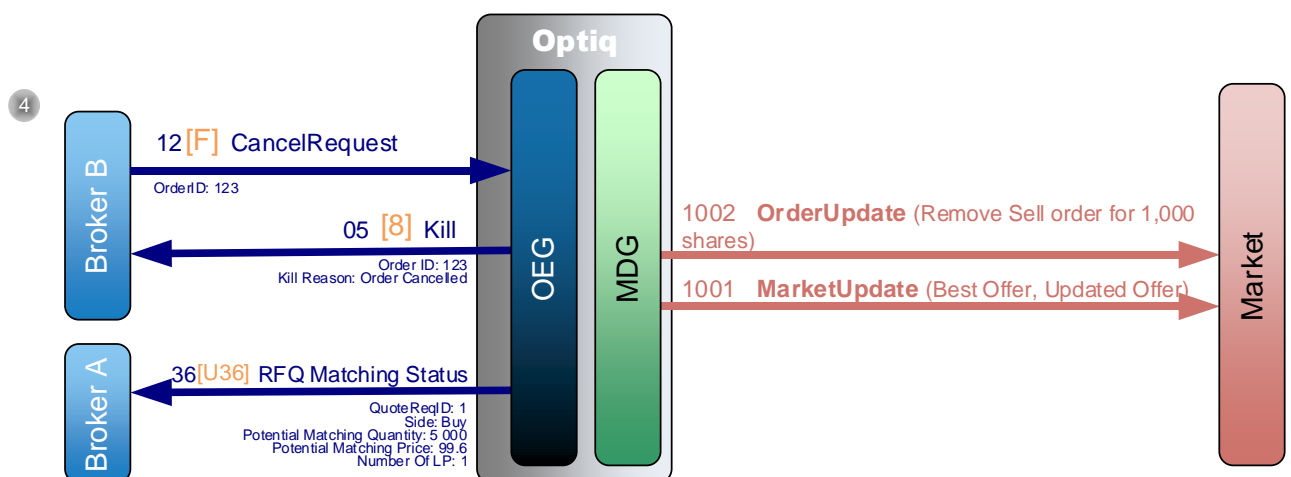 Optiq
4
12 [F] CancelRequest
OrderID: 123
Broker B
05 [8] Kill
Order ID: 123
Kill Reason: Order Cancelled
OEG
MDG
1002 OrderUpdate (Remove Sell order for 1,000
shares)
1001 MarketUpdate (Best Offer, Updated Offer)
Market
Broker A
36[U36] RFQ Matching Status
QuoteReqID: 1
Side: Buy
Potential Matching Quantity: 5 000
Potential Matching Price: 99.6
Number Of LP: 1